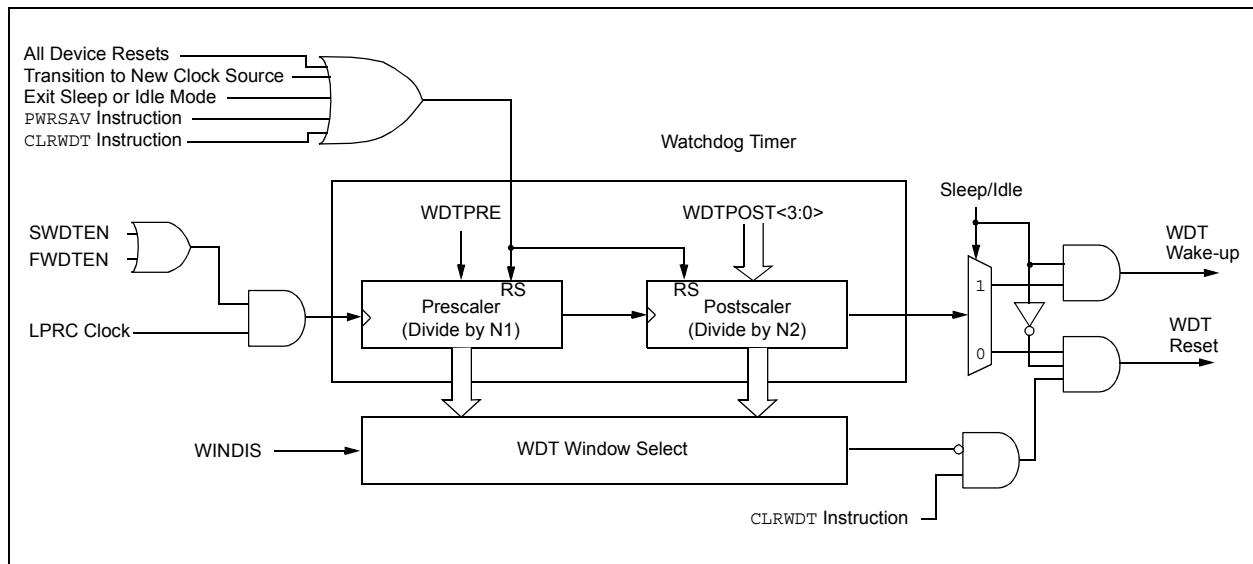 All Device Resets
Transition to New Clock Source
Exit Sleep or Idle Mode
PWRSAV Instruction
CLRWDT Instruction
Watchdog Timer
Sleep/Idle
WDTPRE
WDTPOST<3:0>
SWDTEN
FWDTEN
WDT
Wake-up
RS
RS
1
Prescaler
(Divide by N1)
Postscaler
(Divide by N2)
LPRC Clock
WDT
Reset
0
WINDIS
WDT Window Select
CLRWDT Instruction